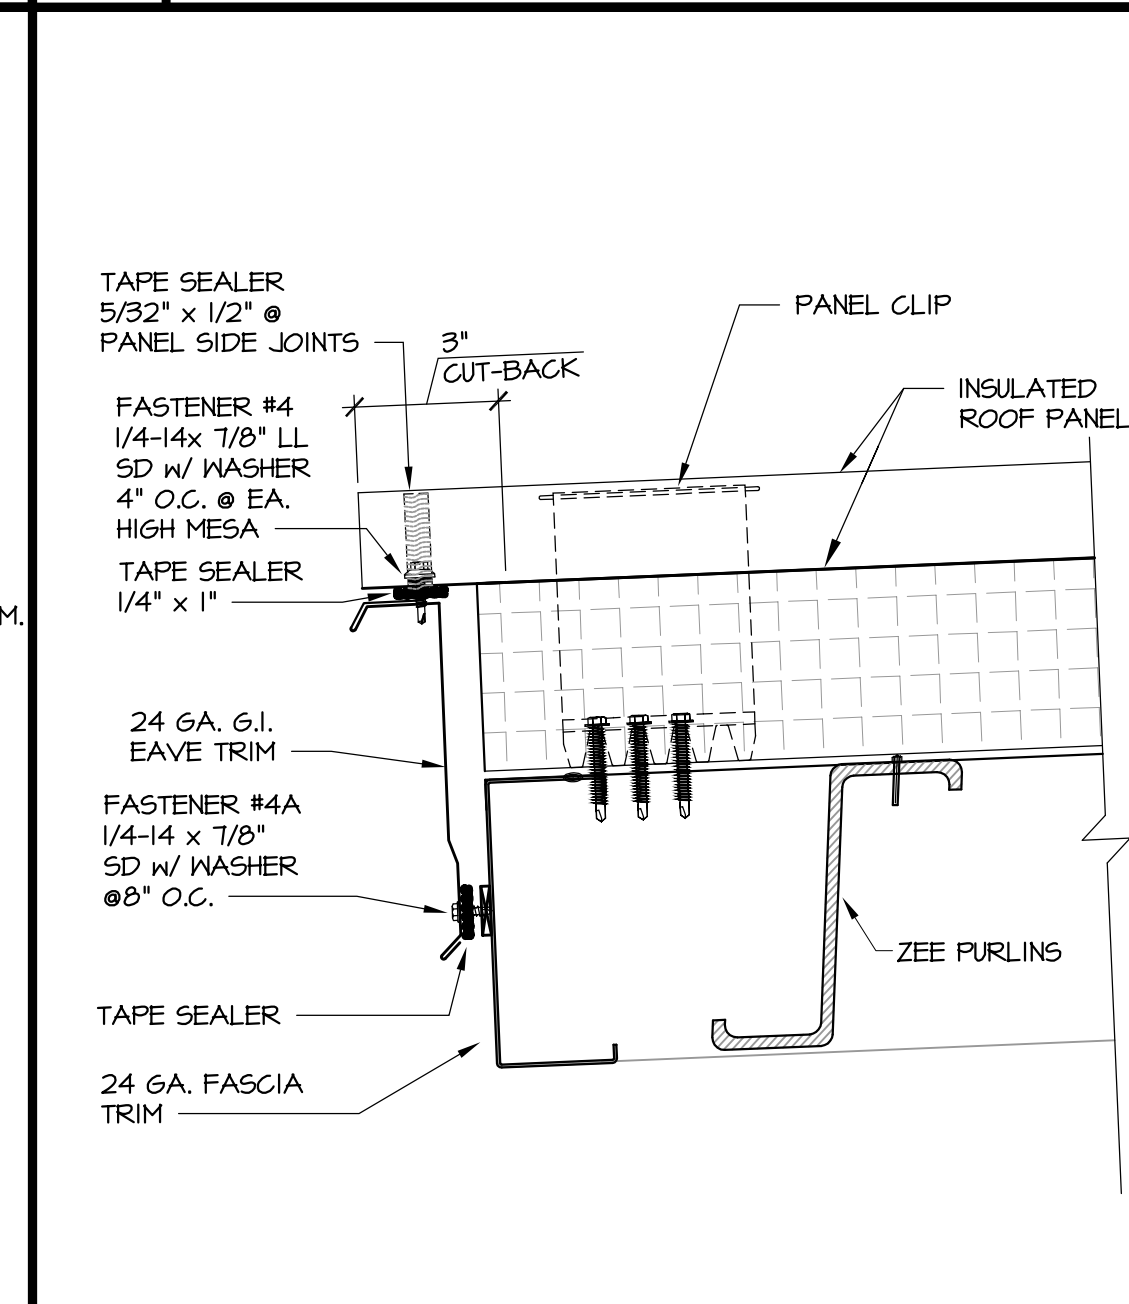 TAPE SEALER
5/32" x 1/2" @
PANEL SIDE JOINTS
3"
CUT-BACK
PANEL CLIP
INSULATED
ROOF PANEL
FASTENER #4
1/4-14x 7/8" LL
SD w/ WASHER
4" O.C. @ EA.
HIGH MESA
TAPE SEALER
1/4" x 1"
M.
24 GA. G.I.
EAVE TRIM
FASTENER #4A
1/4-14 x 7/8"
SD w/ WASHER
@8" O.C.
ZEE PURLINS
TAPE SEALER
24 GA. FASCIA
TRIM